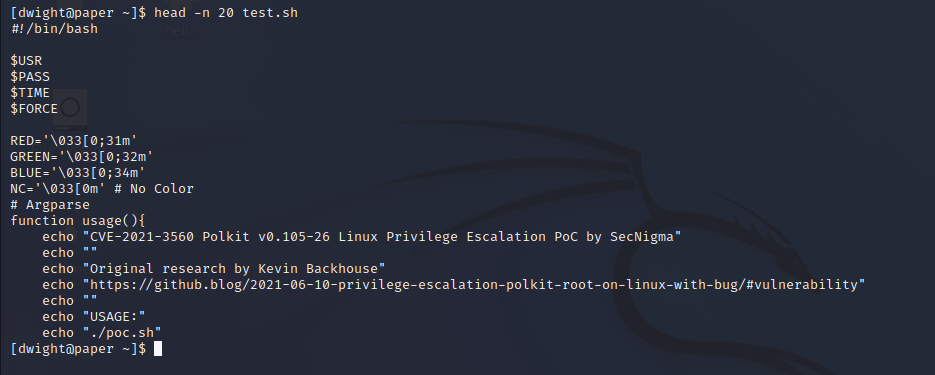 [dwight@paper ~]$ head -n 20 test.sh
#!/bin/bash

$USR
$PASS
$TIME
$FORCE

RED='\033[0;31m'
GREEN='\033[0;32m'
BLUE='\033[0;34m'
NC='\033[0m' # No Color
# Argparse
function usage(){
    echo "CVE-2021-3560 Polkit v0.105-26 Linux Privilege Escalation PoC by SecNigma"
    echo ""
    echo "Original research by Kevin Backhouse"
    echo "https://github.blog/2021-06-10-privilege-escalation-polkit-root-on-linux-with-bug/#vulnerability"
    echo ""
    echo "USAGE:"
    echo "./poc.sh"
[dwight@paper ~]$